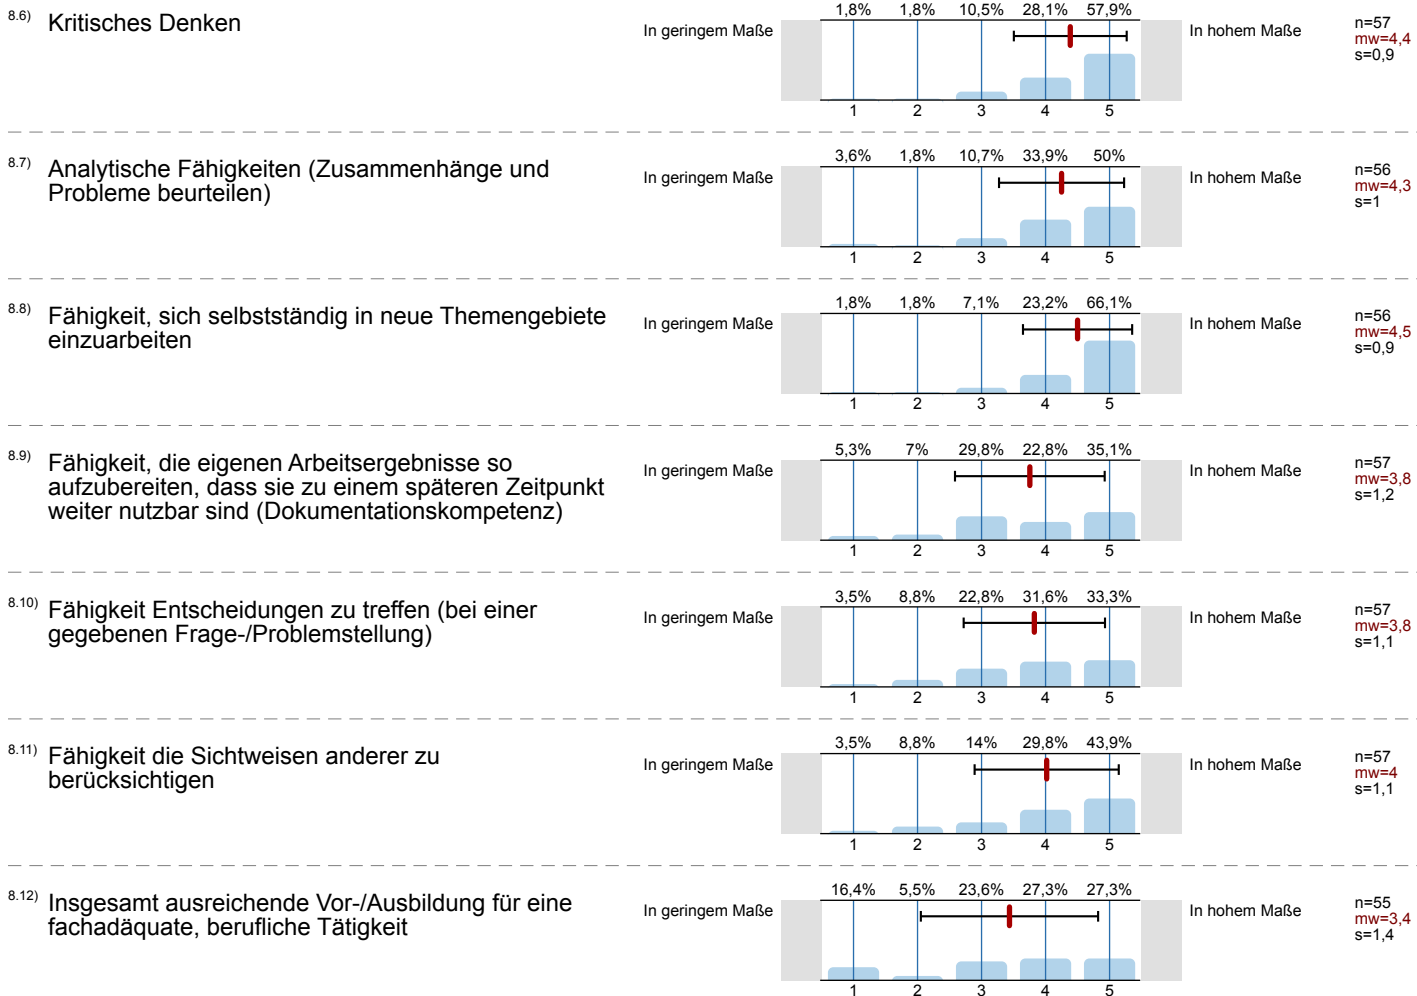 8.6) Kritisches Denken
In geringem Maße
1,8% 1,8% 10,5% 28,1% 57,9%
1 2 3 4 5
In hohem Maße
n=57
mw=4,4
s=0,9
8.7) Analytische Fähigkeiten (Zusammenhänge und
Probleme beurteilen)
In geringem Maße
3,6% 1,8% 10,7% 33,9% 50%
1 2 3 4 5
In hohem Maße
n=56
mw=4,3
s=1
8.8) Fähigkeit, sich selbstständig in neue Themengebiete
einzuarbeiten
In geringem Maße
1,8% 1,8% 7,1% 23,2% 66,1%
1 2 3 4 5
In hohem Maße
n=56
mw=4,5
s=0,9
8.9) Fähigkeit, die eigenen Arbeitsergebnisse so
aufzubereiten, dass sie zu einem späteren Zeitpunkt
weiter nutzbar sind (Dokumentationskompetenz)
In geringem Maße
5,3% 7% 29,8% 22,8% 35,1%
1 2 3 4 5
In hohem Maße
n=57
mw=3,8
s=1,2
8.10) Fähigkeit Entscheidungen zu treffen (bei einer
gegebenen Frage-/Problemstellung)
In geringem Maße
3,5% 8,8% 22,8% 31,6% 33,3%
1 2 3 4 5
In hohem Maße
n=57
mw=3,8
s=1,1
8.11) Fähigkeit die Sichtweisen anderer zu
berücksichtigen
In geringem Maße
3,5% 8,8% 14% 29,8% 43,9%
1 2 3 4 5
In hohem Maße
n=57
mw=4
s=1,1
8.12) Insgesamt ausreichende Vor-/Ausbildung für eine
fachadäquate, berufliche Tätigkeit
In geringem Maße
16,4% 5,5% 23,6% 27,3% 27,3%
1 2 3 4 5
In hohem Maße
n=55
mw=3,4
s=1,4